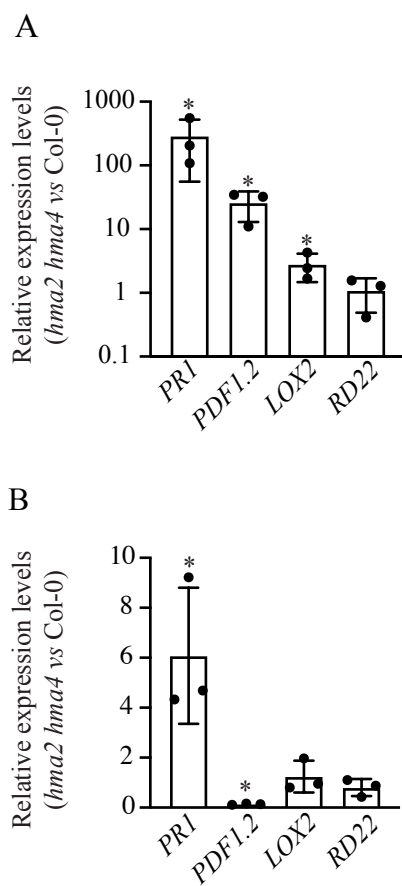 A
Relative expression levels
(hma2 hma4 vs Col-0)
1000
100
10
1
0.1
*
*
*
PR1
PDF1.2
LOX2
RD22
B
Relative expression levels
(hma2 hma4 vs Col-0)
10
8
6
4
2
0
*
*
PR1
PDF1.2
LOX2
RD22